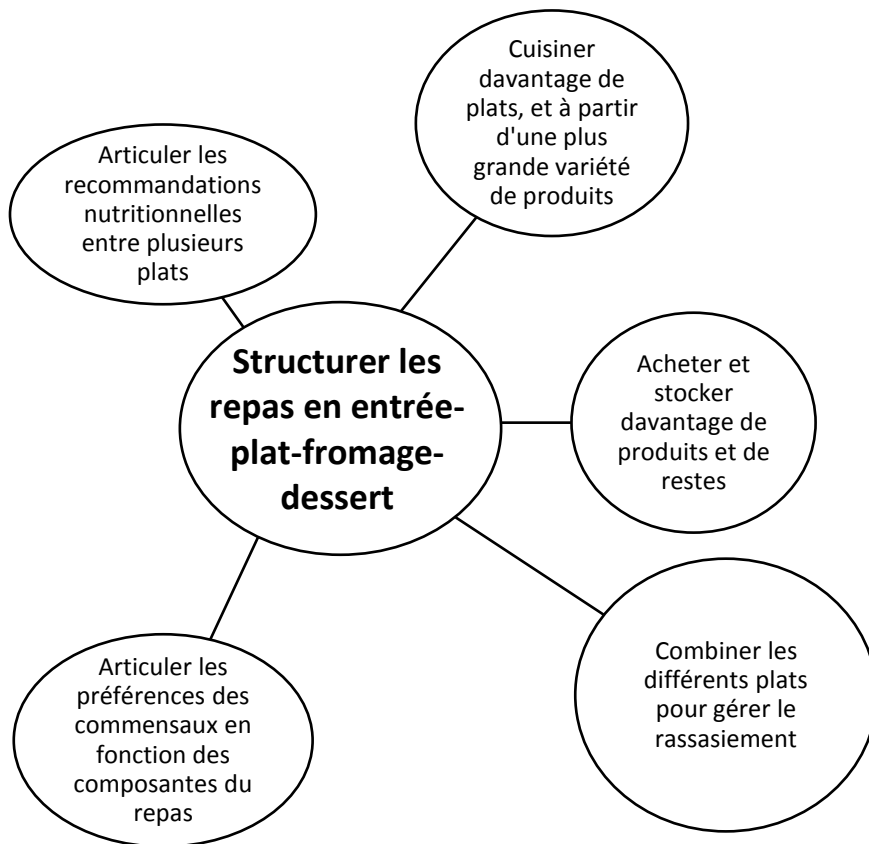 Cuisiner
davantage de
plats, et à partir
d'une plus
grande variété
de produits
Articuler les
recommandations
nutritionnelles
entre plusieurs
plats
Structurer les
repas en entrée-
plat-fromage-
dessert
Acheter et
stocker
davantage de
produits et de
restes
Combiner les
différents plats
pour gérer le
rassasiement
Articuler les
préférences des
commensaux en
fonction des
composantes du
repas